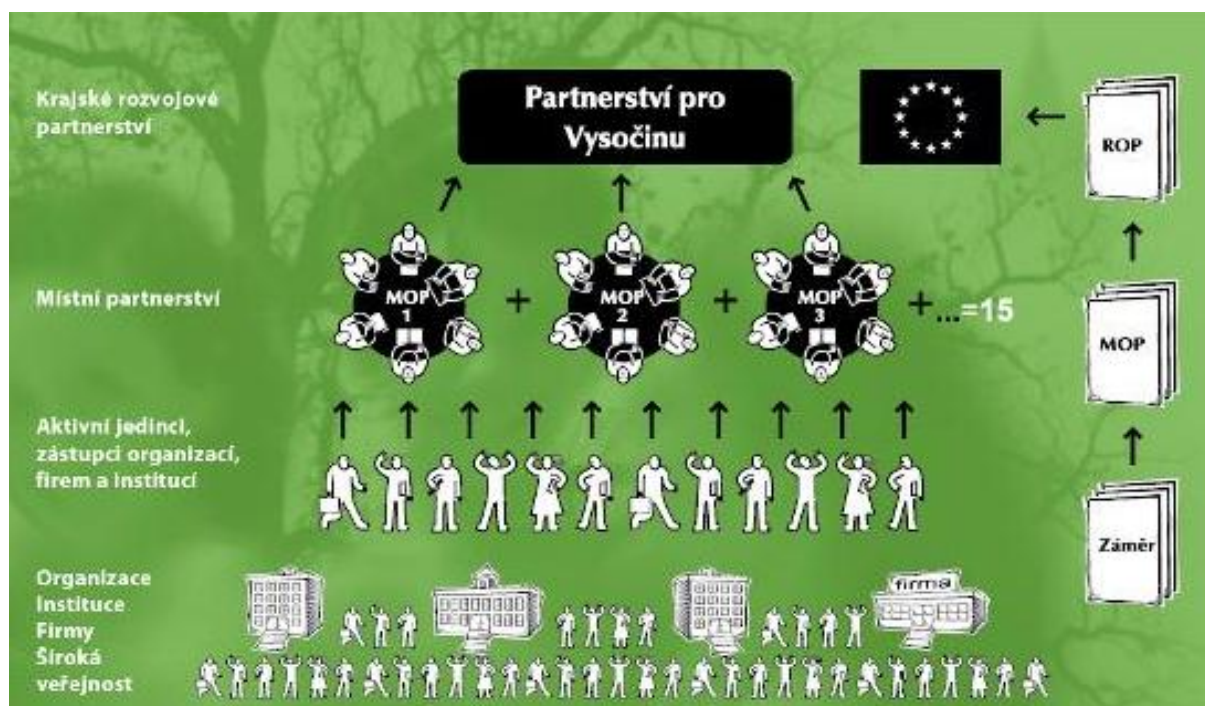 Krajské rozvojové
partnerství
Partnerství pro
Vysočinu
ROP
Místní partnerství
MOP
1
+
MOP
2
+
MOP
3
+...=15
MOP
Aktivní jedinci,
zástupci organizací,
firem a institucí
Záměr
Organizace
Instituce
Firmy
Široká
veřejnost
firma